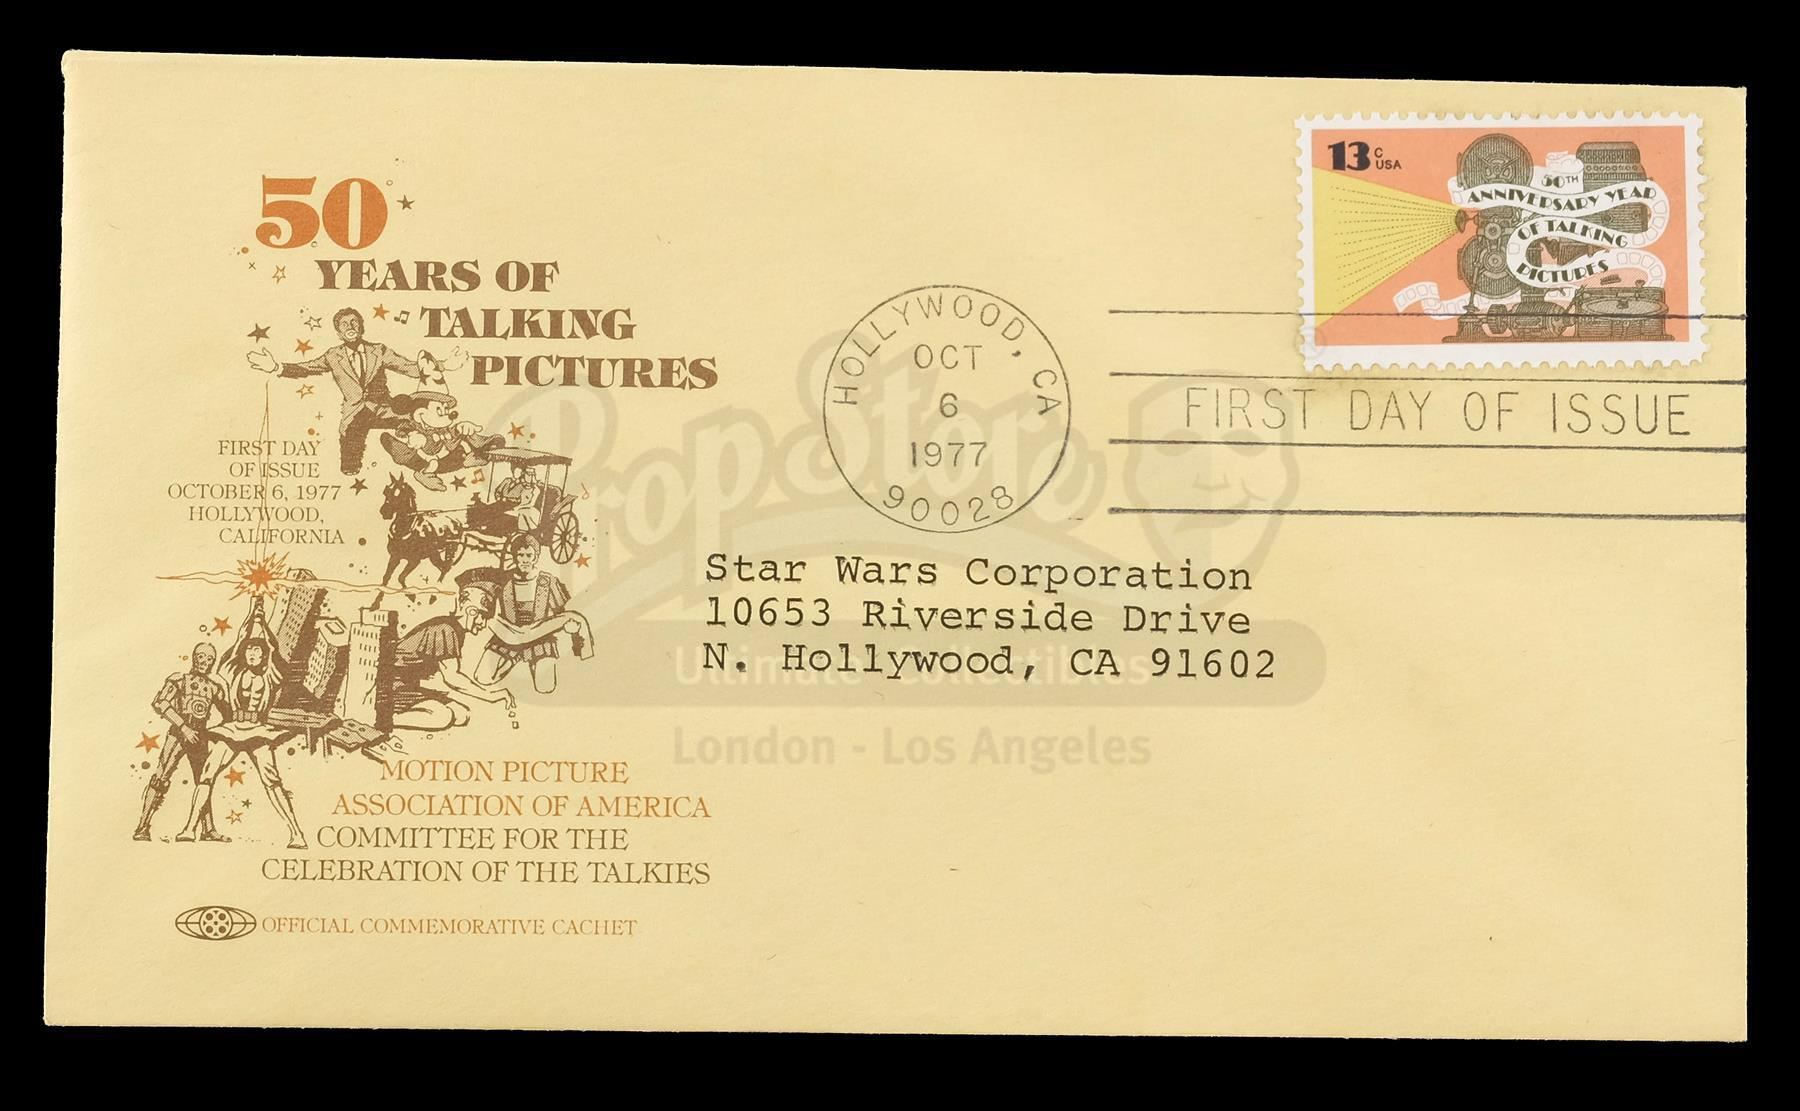 50
YEARS OF
TALKING
PICTURES
FIRST DAY
OF ISSUE
OCTOBER 6, 1977
HOLLYWOOD,
CALIFORNIA
MOTION PICTURE
ASSOCIATION OF AMERICA
COMMITTEE FOR THE
CELEBRATION OF THE TALKIES
OFFICIAL COMMEMORATIVE CACHET
HOLLYWOOD, CA
OCT
6
1977
90028
13 C
USA
50TH
ANNIVERSARY YEAR
OF TALKING
PICTURES
FIRST DAY OF ISSUE
Star Wars Corporation
10653 Riverside Drive
N. Hollywood, CA 91602
Prop Store
Ultimate Collectibles
London - Los Angeles